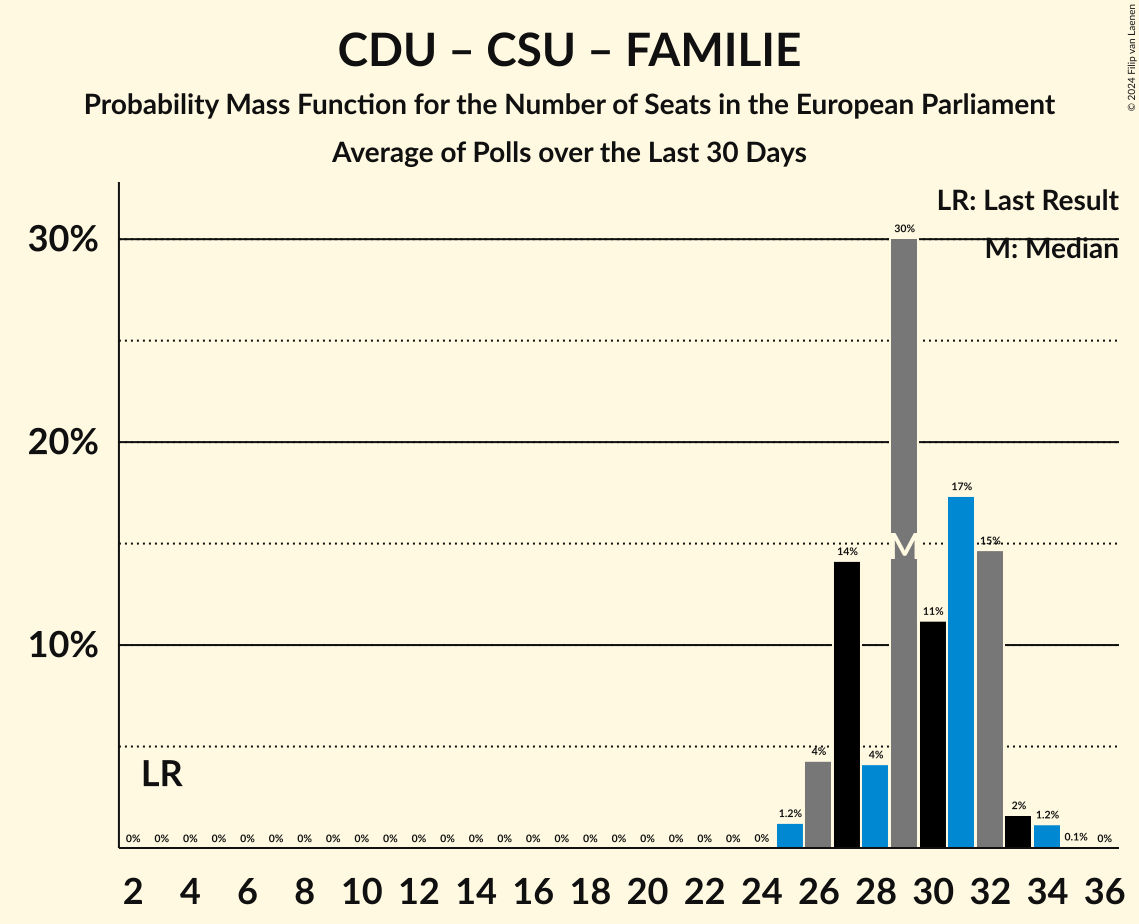 © 2024 Filip van Laenen
CDU – CSU – FAMILIE
Probability Mass Function for the Number of Seats in the European Parliament
Average of Polls over the Last 30 Days
LR: Last Result
M: Median
30%
20%
10%
30%
17%
15%
14%
M
11%
4%
4%
LR
1.2%
2%
1.2%
0% 0% 0% 0% 0% 0% 0% 0% 0% 0% 0% 0% 0% 0% 0% 0% 0% 0% 0% 0% 0% 0% 0% 0.1% 0%
2 4 6 8 10 12 14 16 18 20 22 24 26 28 30 32 34 36